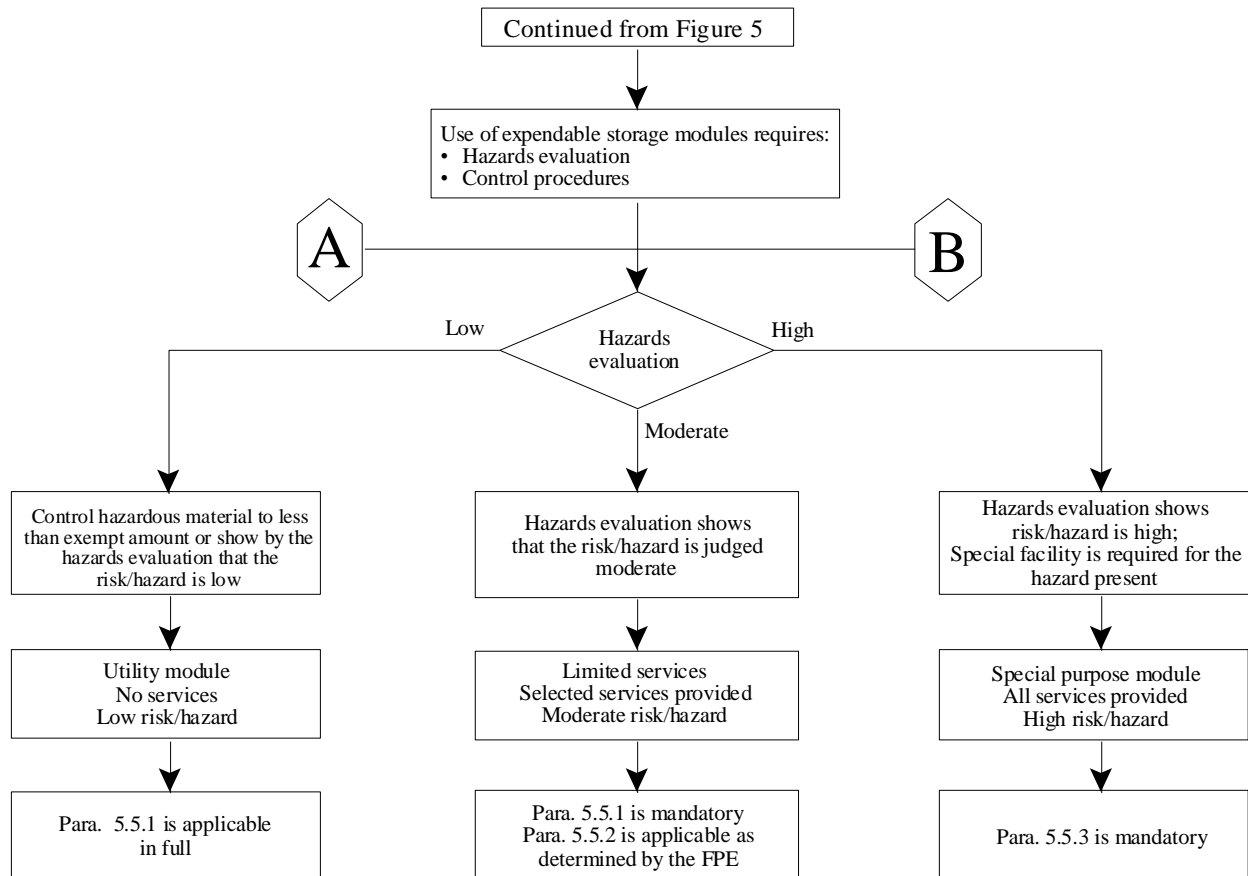 Continued from Figure 5
Use of expendable storage modules requires:
• Hazards evaluation
• Control procedures
A
B
Low
High
Hazards
evaluation
Moderate
Control hazardous material to less
than exempt amount or show by the
hazards evaluation that the
risk/hazard is low
Hazards evaluation shows
that the risk/hazard is judged
moderate
Hazards evaluation shows
risk/hazard is high;
Special facility is required for the
hazard present
Utility module
No services
Low risk/hazard
Limited services
Selected services provided
Moderate risk/hazard
Special purpose module
All services provided
High risk/hazard
Para. 5.5.1 is applicable
in full
Para. 5.5.1 is mandatory
Para. 5.5.2 is applicable as
determined by the FPE
Para. 5.5.3 is mandatory